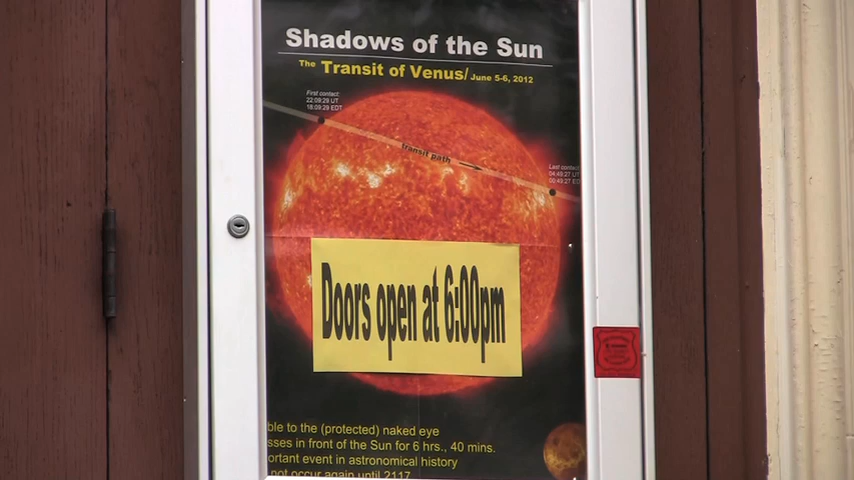 Shadows of the Sun
The Transit of Venus/ June 5-6, 2012
First contact:
22:09:29 UT
18:09:29 EDT
transit path
Last contact:
04:49:27 UT
00:49:27 ED
Doors open at 6:00pm
ble to the (protected) naked eye
sses in front of the Sun for 6 hrs., 40 mins.
ortant event in astronomical history
not occur again until 2117